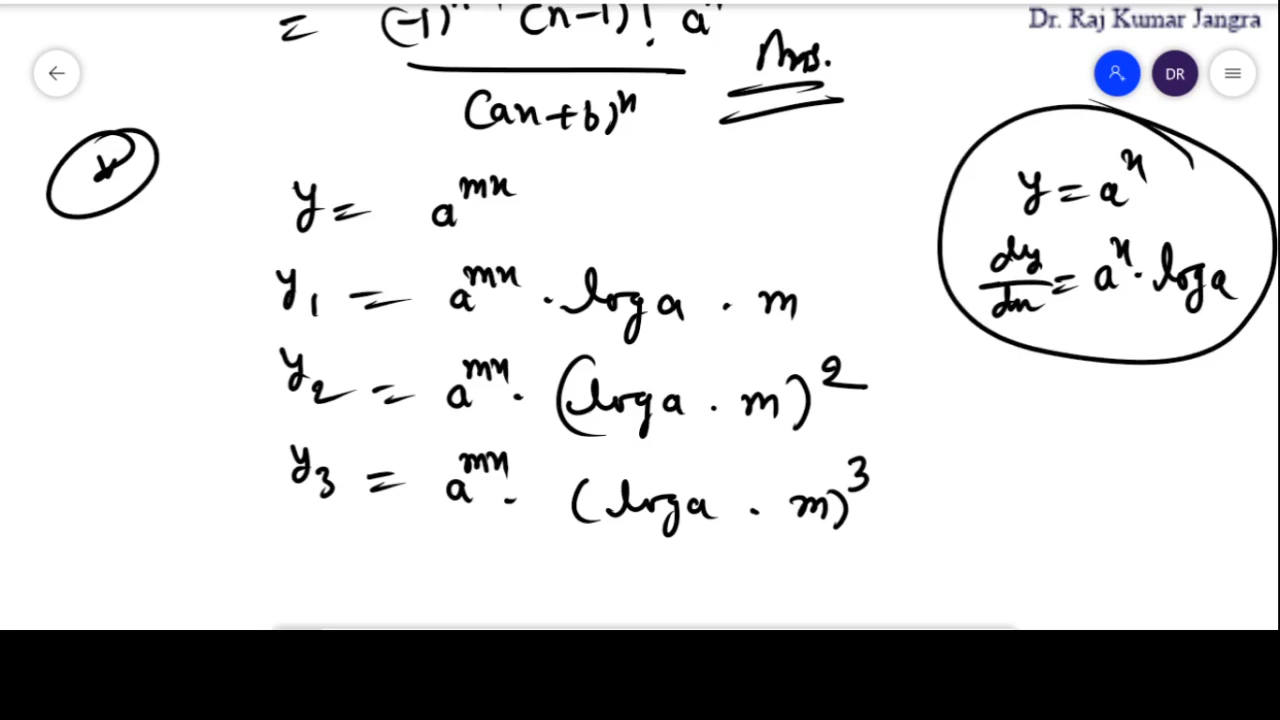 Dr. Raj Kumar Jangra
= (-1)ⁿ⁻ (n-1)! aⁿ
(ax+b)ⁿ
Ans.
DR
y = a^{mx}
y₁ = a^{mx} · log a · m
y₂ = a^{mx} · (log a · m)²
y₃ = a^{mx} · (log a · m)³
y = a^x
dy/dx = a^x · log a